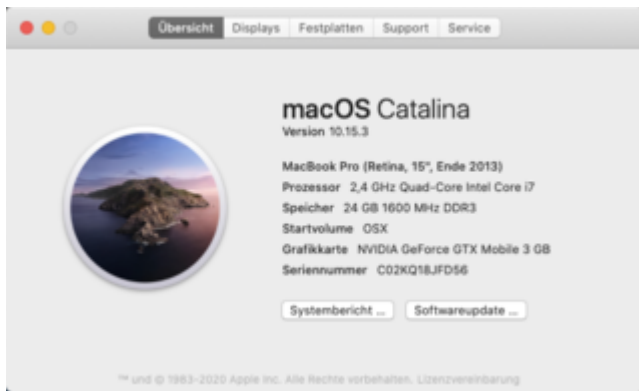 Übersicht Displays Festplatten Support Service
macOS Catalina
Version 10.15.3
MacBook Pro (Retina, 15", Ende 2013)
Prozessor 2,4 GHz Quad-Core Intel Core i7
Speicher 24 GB 1600 MHz DDR3
Startvolume OSX
Grafikkarte NVIDIA GeForce GTX Mobile 3 GB
Seriennummer C02KQ18JFD56
Systembericht ... Softwareupdate ...
™ und © 1983-2020 Apple Inc. Alle Rechte vorbehalten. Lizenzvereinbarung